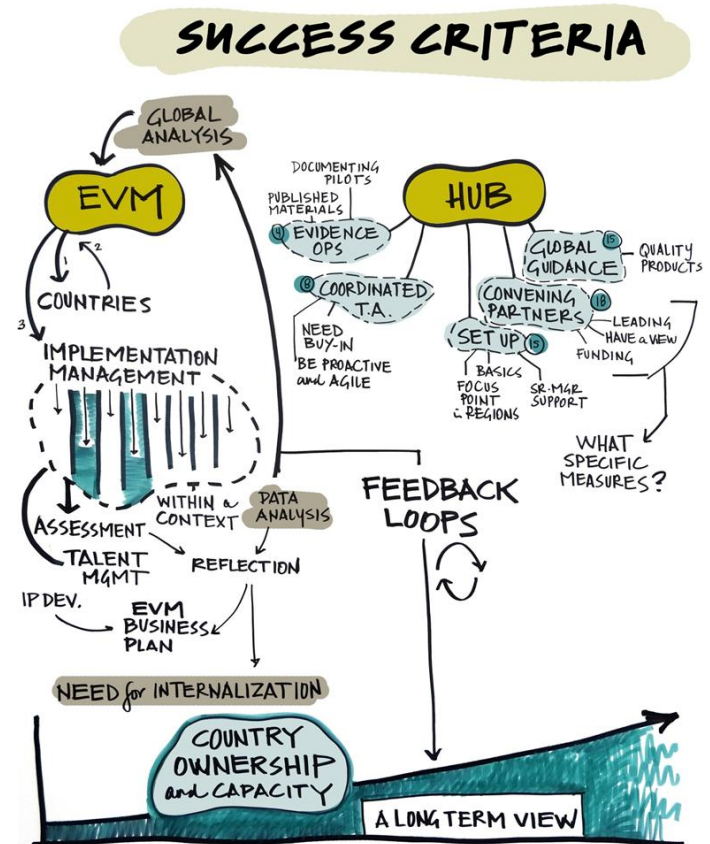 SUCCESS CRITERIA
GLOBAL
ANALYSIS
EVM
1
2
COUNTRIES
3
IMPLEMENTATION
MANAGEMENT
WITHIN a
CONTEXT
DATA
ANALYSIS
ASSESSMENT
TALENT
MGMT
REFLECTION
IP DEV.
EVM
BUSINESS
PLAN
NEED for INTERNALIZATION
COUNTRY
OWNERSHIP
and CAPACITY
HUB
DOCUMENTING
PILOTS
PUBLISHED
MATERIALS
EVIDENCE
OPS
COORDINATED
T.A.
NEED
BUY-IN
BE PROACTIVE
and AGILE
SET UP
15
BASICS
FOCUS
POINT
in REGIONS
SR. MGR
SUPPORT
CONVENING
PARTNERS
18
LEADING
HAVE a VIEW
FUNDING
GLOBAL
GUIDANCE
15
QUALITY
PRODUCTS
WHAT
SPECIFIC
MEASURES?
FEEDBACK
LOOPS
A LONG TERM VIEW